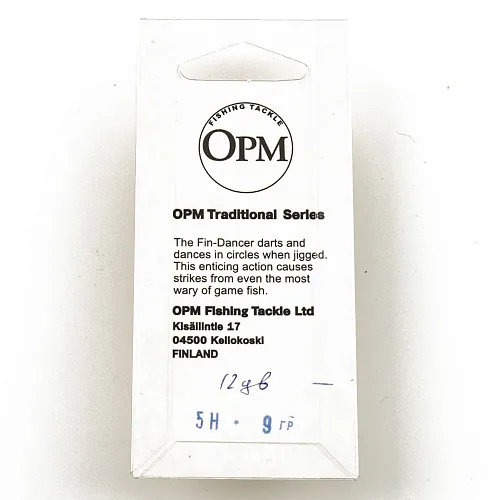 FISHING TACKLE
OPM
OPM Traditional Series
The Fin-Dancer darts and
dances in circles when jigged.
This enticing action causes
strikes from even the most
wary of game fish.
OPM Fishing Tackle Ltd
Kisällintie 17
04500 Kellokoski
FINLAND
5H · 9 гр